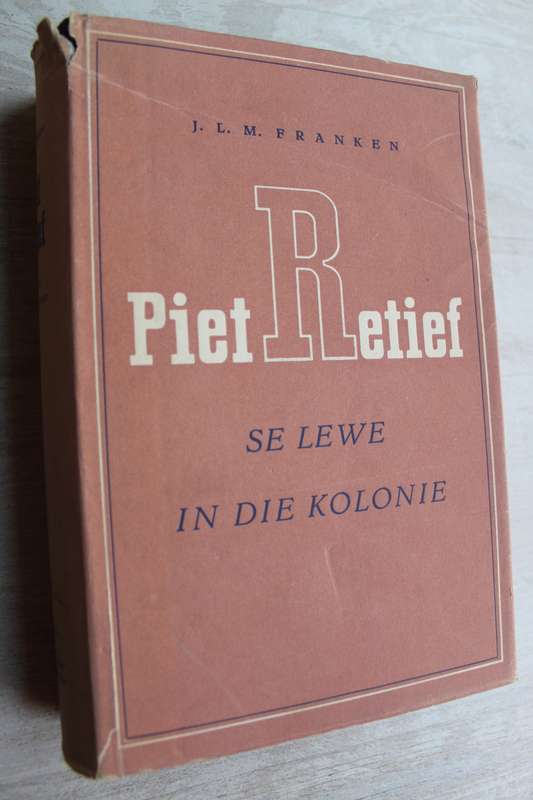 J. L. M. FRANKEN
Piet Retief
SE LEWE
IN DIE KOLONIE